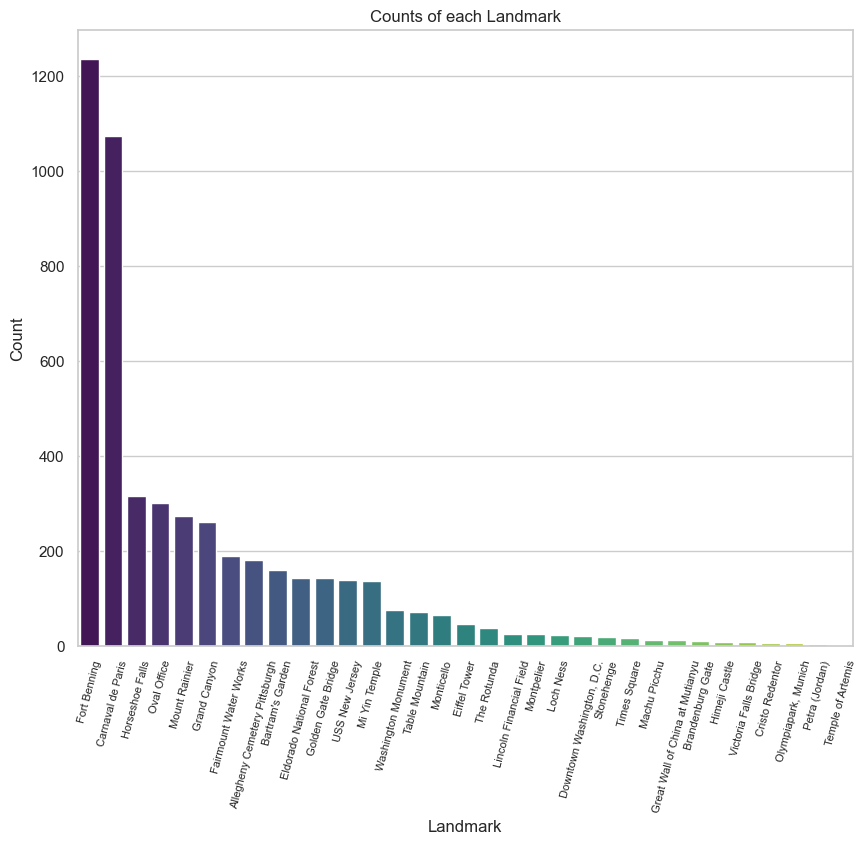 Counts of each Landmark
Count
1200
1000
800
600
400
200
0
Fort Benning
Carnaval de Paris
Horseshoe Falls
Oval Office
Mount Rainier
Grand Canyon
Fairmount Water Works
Allegheny Cemetery Pittsburgh
Bartram's Garden
Eldorado National Forest
Golden Gate Bridge
USS New Jersey
Mi Yin Temple
Washington Monument
Table Mountain
Monticello
Eiffel Tower
The Rotunda
Lincoln Financial Field
Montpelier
Loch Ness
Downtown Washington, D.C.
Stonehenge
Times Square
Machu Picchu
Great Wall of China at Mutianyu
Brandenburg Gate
Himeji Castle
Victoria Falls Bridge
Cristo Redentor
Olympiapark, Munich
Petra (Jordan)
Temple of Artemis
Landmark